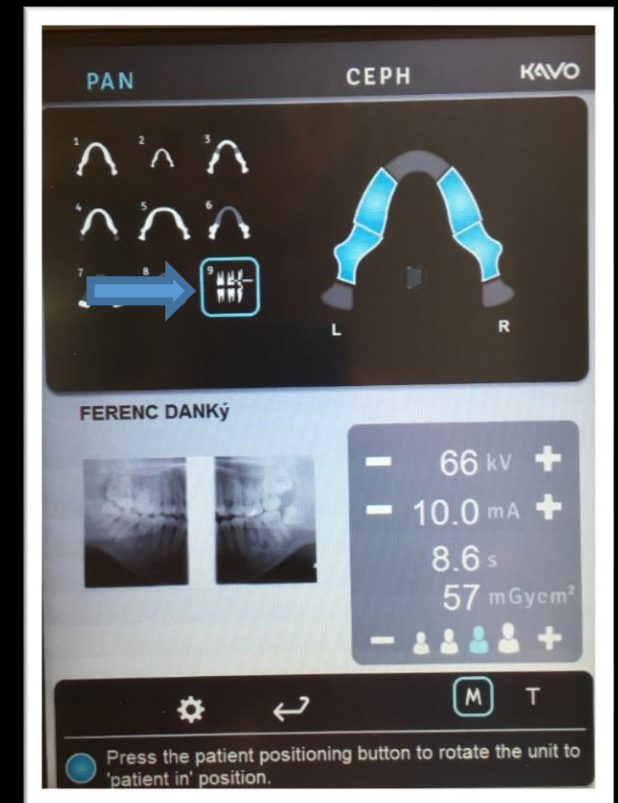 PAN CEPH KAVO
1 2 3
4 5 6
7 8 9
L R
FERENC DANKý
66 kV
10.0 mA
8.6 s
57 mGycm²
M T
Press the patient positioning button to rotate the unit to
'patient in' position.